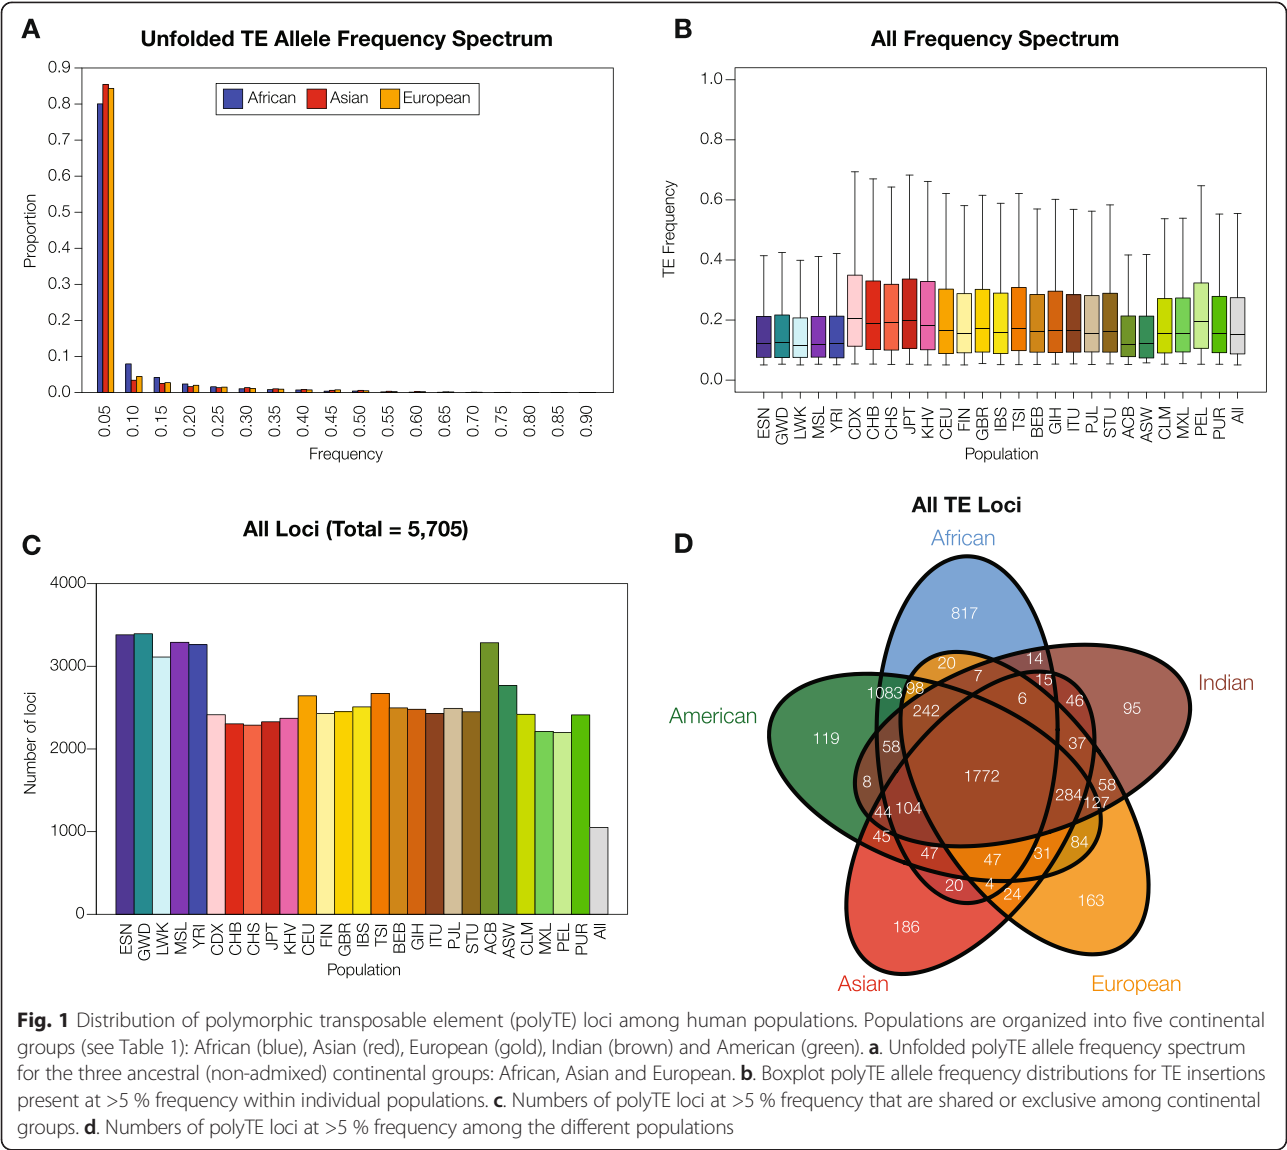 A
Unfolded TE Allele Frequency Spectrum
0.9
0.8
0.7
0.6
0.5
0.4
0.3
0.2
0.1
0.0
Proportion
African Asian European
0.05 0.10 0.15 0.20 0.25 0.30 0.35 0.40 0.45 0.50 0.55 0.60 0.65 0.70 0.75 0.80 0.85 0.90
Frequency
B
All Frequency Spectrum
1.0
0.8
0.6
0.4
0.2
0.0
TE Frequency
ESN GWD LWK MSL YRI CDX CHB CHS JPT KHV CEU FIN GBR IBS TSI BEB GIH ITU PJL STU ACB ASW CLM MXL PEL PUR All
Population
C
All Loci (Total = 5,705)
4000
3000
2000
1000
0
Number of loci
ESN GWD LWK MSL YRI CDX CHB CHS JPT KHV CEU FIN GBR IBS TSI BEB GIH ITU PJL STU ACB ASW CLM MXL PEL PUR All
Population
D
All TE Loci
African
817
20 7 14
15
Indian
1083 98 6 46 95
American
242
119 58 37
8 1772 58
284 127
44 104
45 84
47 47 31
20 4 24
186 163
Asian European
Fig. 1 Distribution of polymorphic transposable element (polyTE) loci among human populations. Populations are organized into five continental
groups (see Table 1): African (blue), Asian (red), European (gold), Indian (brown) and American (green). a. Unfolded polyTE allele frequency spectrum
for the three ancestral (non-admixed) continental groups: African, Asian and European. b. Boxplot polyTE allele frequency distributions for TE insertions
present at >5 % frequency within individual populations. c. Numbers of polyTE loci at >5 % frequency that are shared or exclusive among continental
groups. d. Numbers of polyTE loci at >5 % frequency among the different populations